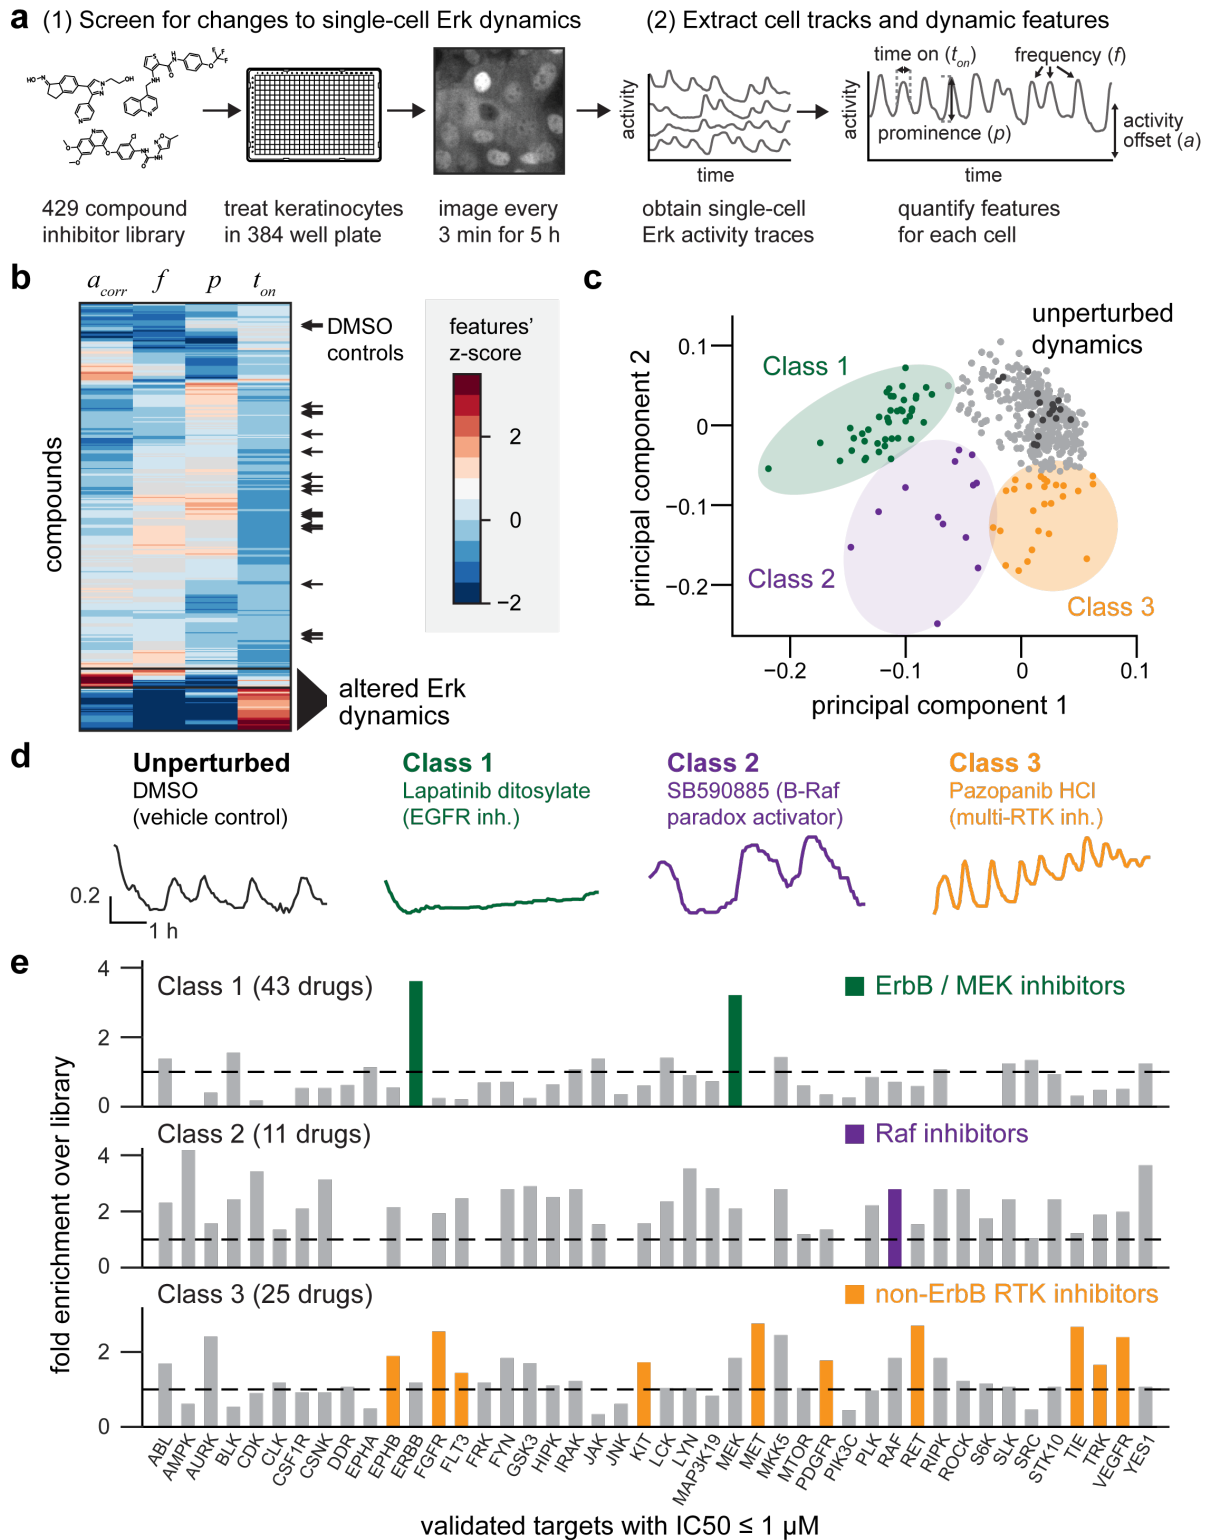 a (1) Screen for changes to single-cell Erk dynamics
(2) Extract cell tracks and dynamic features
429 compound
inhibitor library
treat keratinocytes
in 384 well plate
image every
3 min for 5 h
activity
time
obtain single-cell
Erk activity traces
time on (ton)
frequency (f)
activity
prominence (p)
activity
offset (a)
time
quantify features
for each cell
b
acorr f p ton
compounds
DMSO
controls
altered Erk
dynamics
features'
z-score
2
0
−2
c
unperturbed
dynamics
Class 1
Class 2
Class 3
principal component 2
0.1
0
−0.1
−0.2
−0.2 −0.1 0 0.1
principal component 1
d
Unperturbed
DMSO
(vehicle control)
0.2
1 h
Class 1
Lapatinib ditosylate
(EGFR inh.)
Class 2
SB590885 (B-Raf
paradox activator)
Class 3
Pazopanib HCl
(multi-RTK inh.)
e
fold enrichment over library
Class 1 (43 drugs)
ErbB / MEK inhibitors
4
2
0
Class 2 (11 drugs)
Raf inhibitors
4
2
0
Class 3 (25 drugs)
non-ErbB RTK inhibitors
2
0
ABL AMPK AURK BLK CDK CLK CSF1R CSNK DDR EPHA EPHB ERBB FGFR FLT3 FRK FYN GSK3 HIPK IRAK JAK JNK KIT LCK LYN MAP3K19 MEK MET MKK5 MTOR PDGFR PIK3C PLK RAF RET RIPK ROCK S6K SLK SRC STK10 TIE TRK VEGFR YES1
validated targets with IC50 ≤ 1 µM